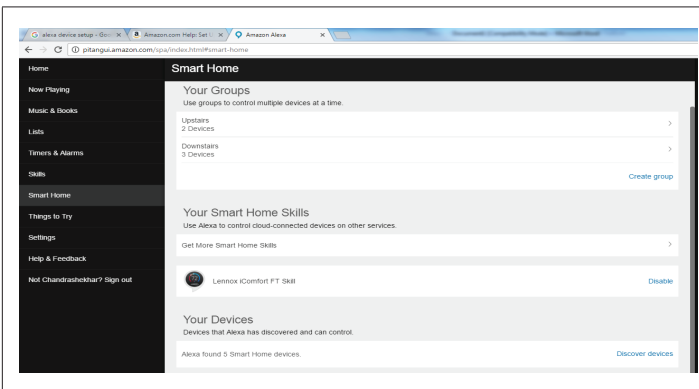 alexa device setup - Goo
Amazon.com Help: Set U
Amazon Alexa
pitangui.amazon.com/spa/index.html#smart-home
Home
Smart Home
Now Playing
Music & Books
Lists
Timers & Alarms
Skills
Smart Home
Things to Try
Settings
Help & Feedback
Not Chandrashekhar? Sign out
Your Groups
Use groups to control multiple devices at a time.
Upstairs
2 Devices
Downstairs
3 Devices
Create group
Your Smart Home Skills
Use Alexa to control cloud-connected devices on other services.
Get More Smart Home Skills
Lennox iComfort FT Skill
Disable
Your Devices
Devices that Alexa has discovered and can control.
Alexa found 5 Smart Home devices.
Discover devices